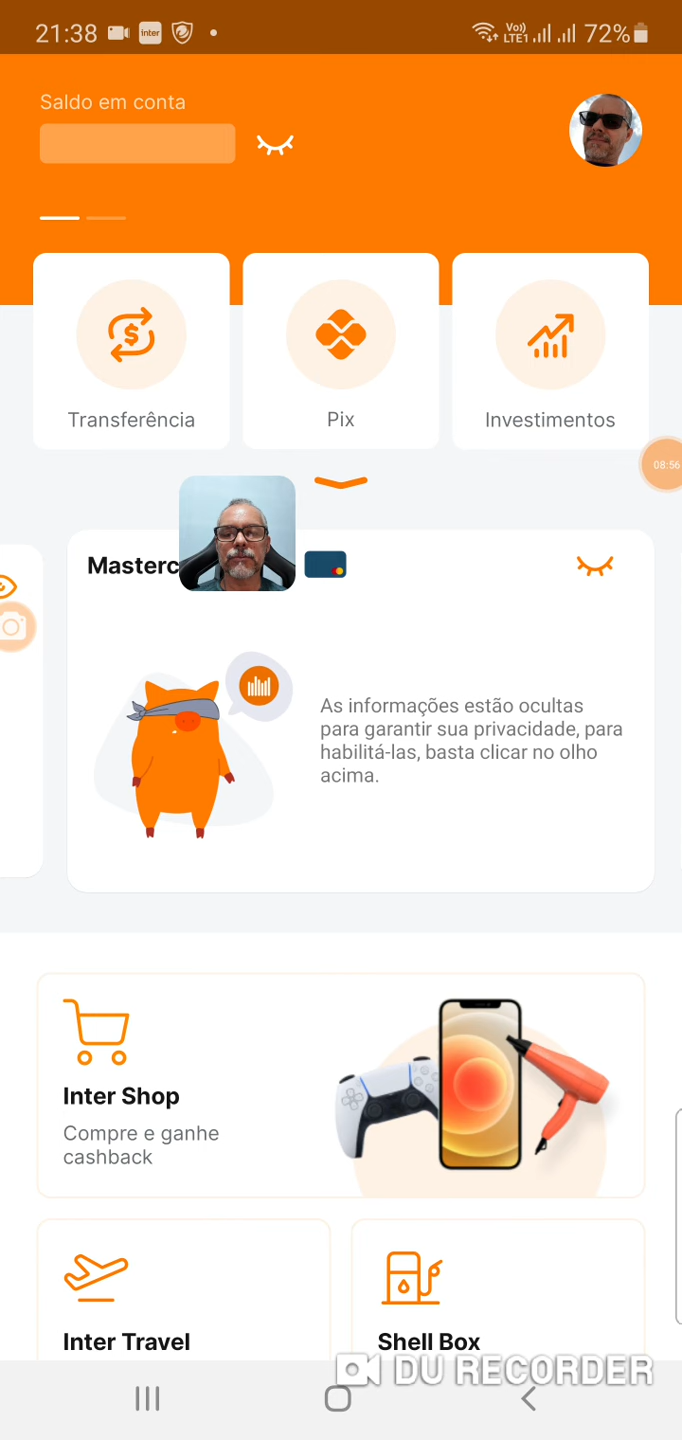 21:38
inter
Vo))
LTE1
72%
Saldo em conta
Transferência
Pix
Investimentos
08:56
Masterc
As informações estão ocultas
para garantir sua privacidade, para
habilitá-las, basta clicar no olho
acima.
Inter Shop
Compre e ganhe
cashback
Inter Travel
Shell Box
DU RECORDER